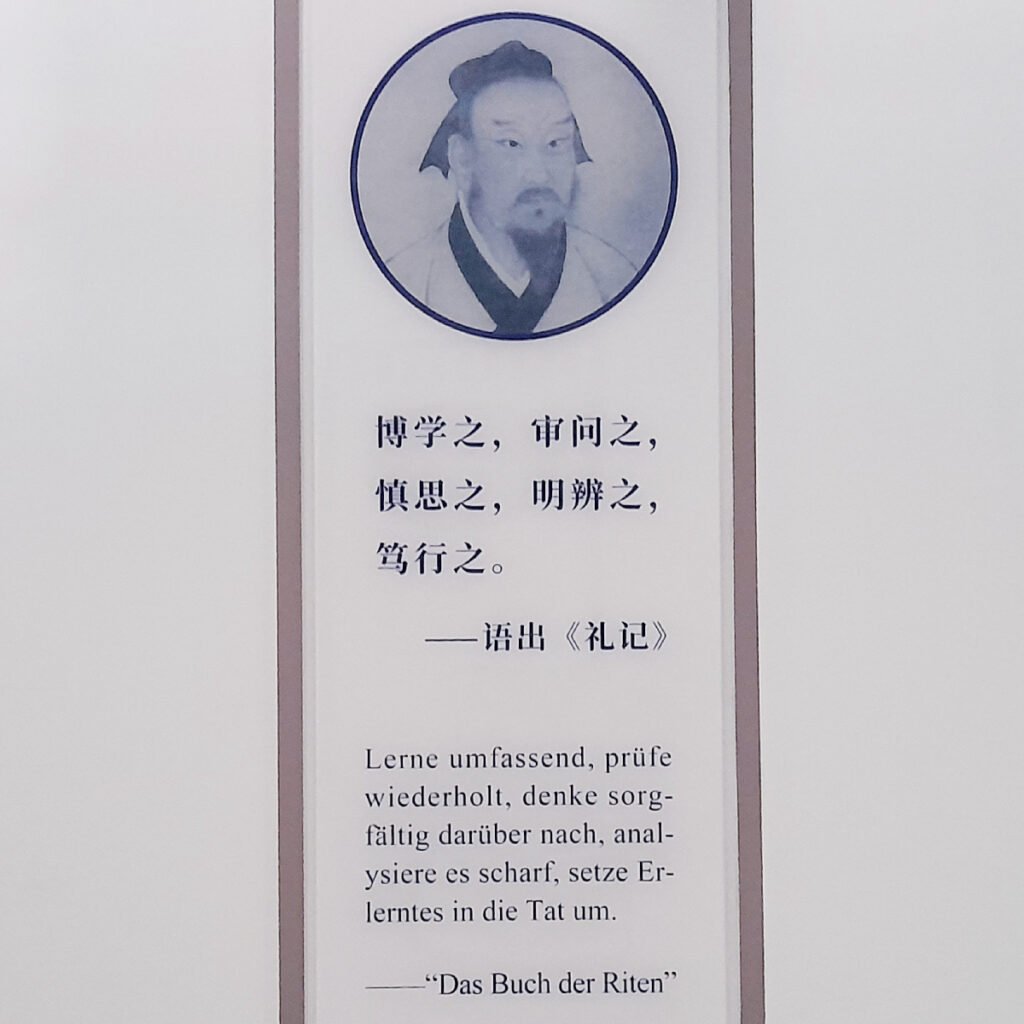 博学之，审问之，
慎思之，明辨之，
笃行之。
——语出《礼记》
Lerne umfassend, prüfe
wiederholt, denke sorg-
fältig darüber nach, anal-
ysiere es scharf, setze Er-
lerntes in die Tat um.
——“Das Buch der Riten”